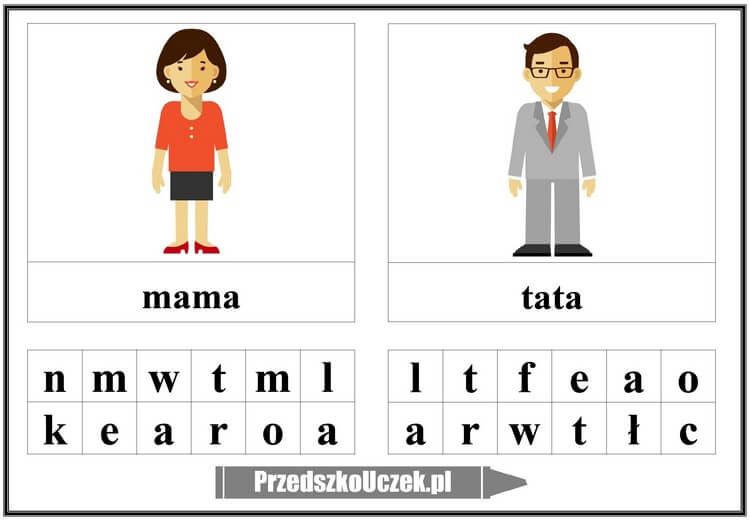 mama
tata
n m w t m l
k e a r o a
l t f e a o
a r w t ł c
PrzedszkoUczek.pl